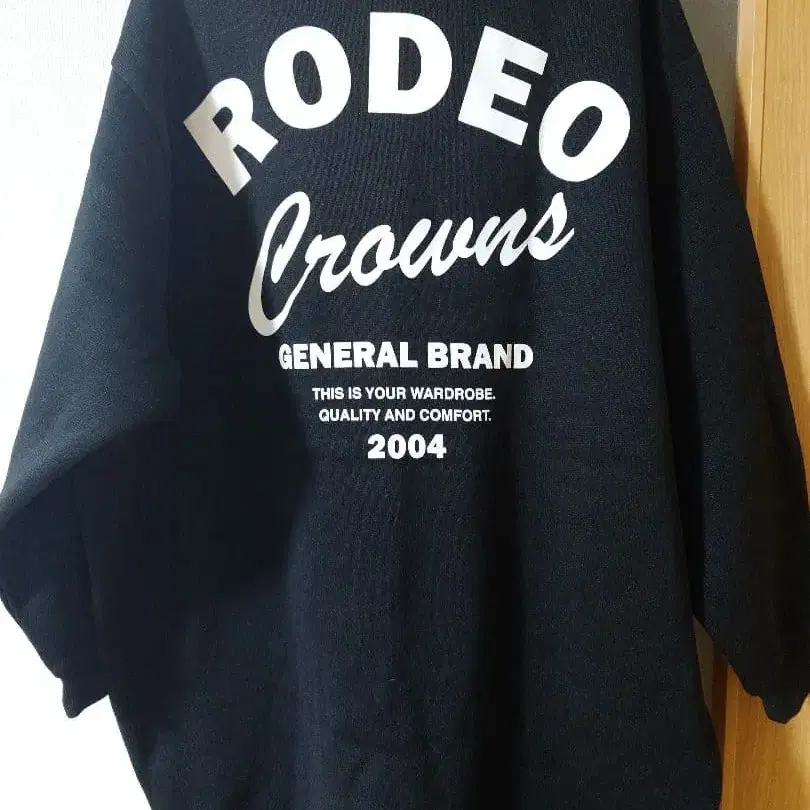 RODEO
Crowns
GENERAL BRAND
THIS IS YOUR WARDROBE.
QUALITY AND COMFORT.
2004